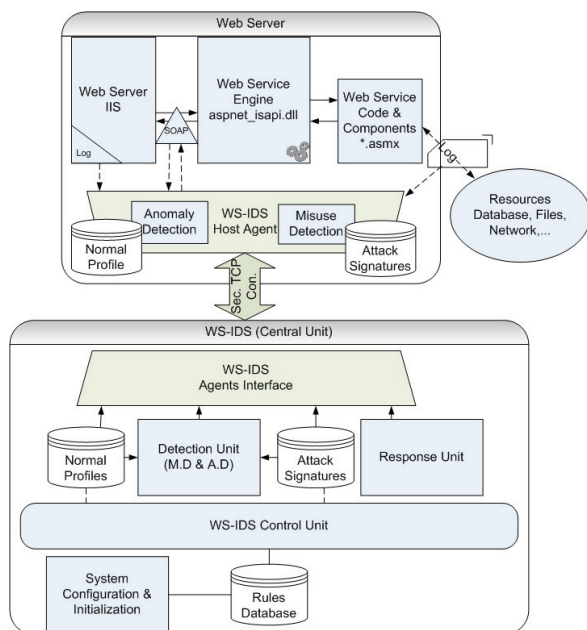 Web Server
Web Server
IIS
Log
SOAP
Web Service
Engine
aspnet_isapi.dll
Web Service
Code &
Components
*.asmx
Log
Resources
Database, Files,
Network,...
WS-IDS
Host Agent
Anomaly
Detection
Misuse
Detection
Normal
Profile
Attack
Signatures
Sec. TCP
Con.
WS-IDS (Central Unit)
WS-IDS
Agents Interface
Normal
Profiles
Detection Unit
(M.D & A.D)
Attack
Signatures
Response Unit
WS-IDS Control Unit
System
Configuration &
Initialization
Rules
Database